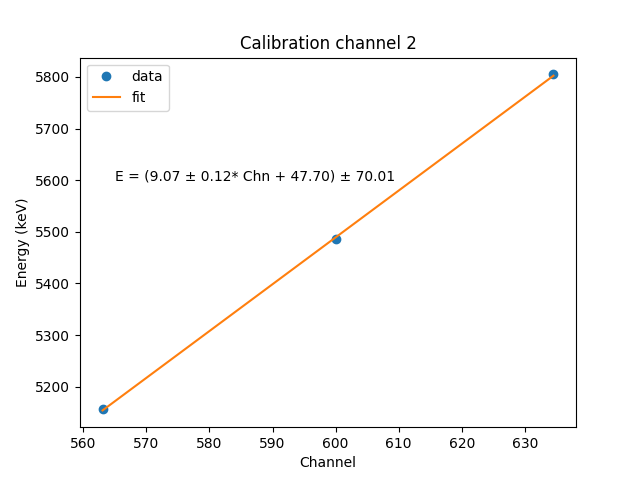 Calibration channel 2
data
fit
E = (9.07 ± 0.12* Chn + 47.70) ± 70.01
Energy (keV)
5800
5700
5600
5500
5400
5300
5200
560 570 580 590 600 610 620 630
Channel